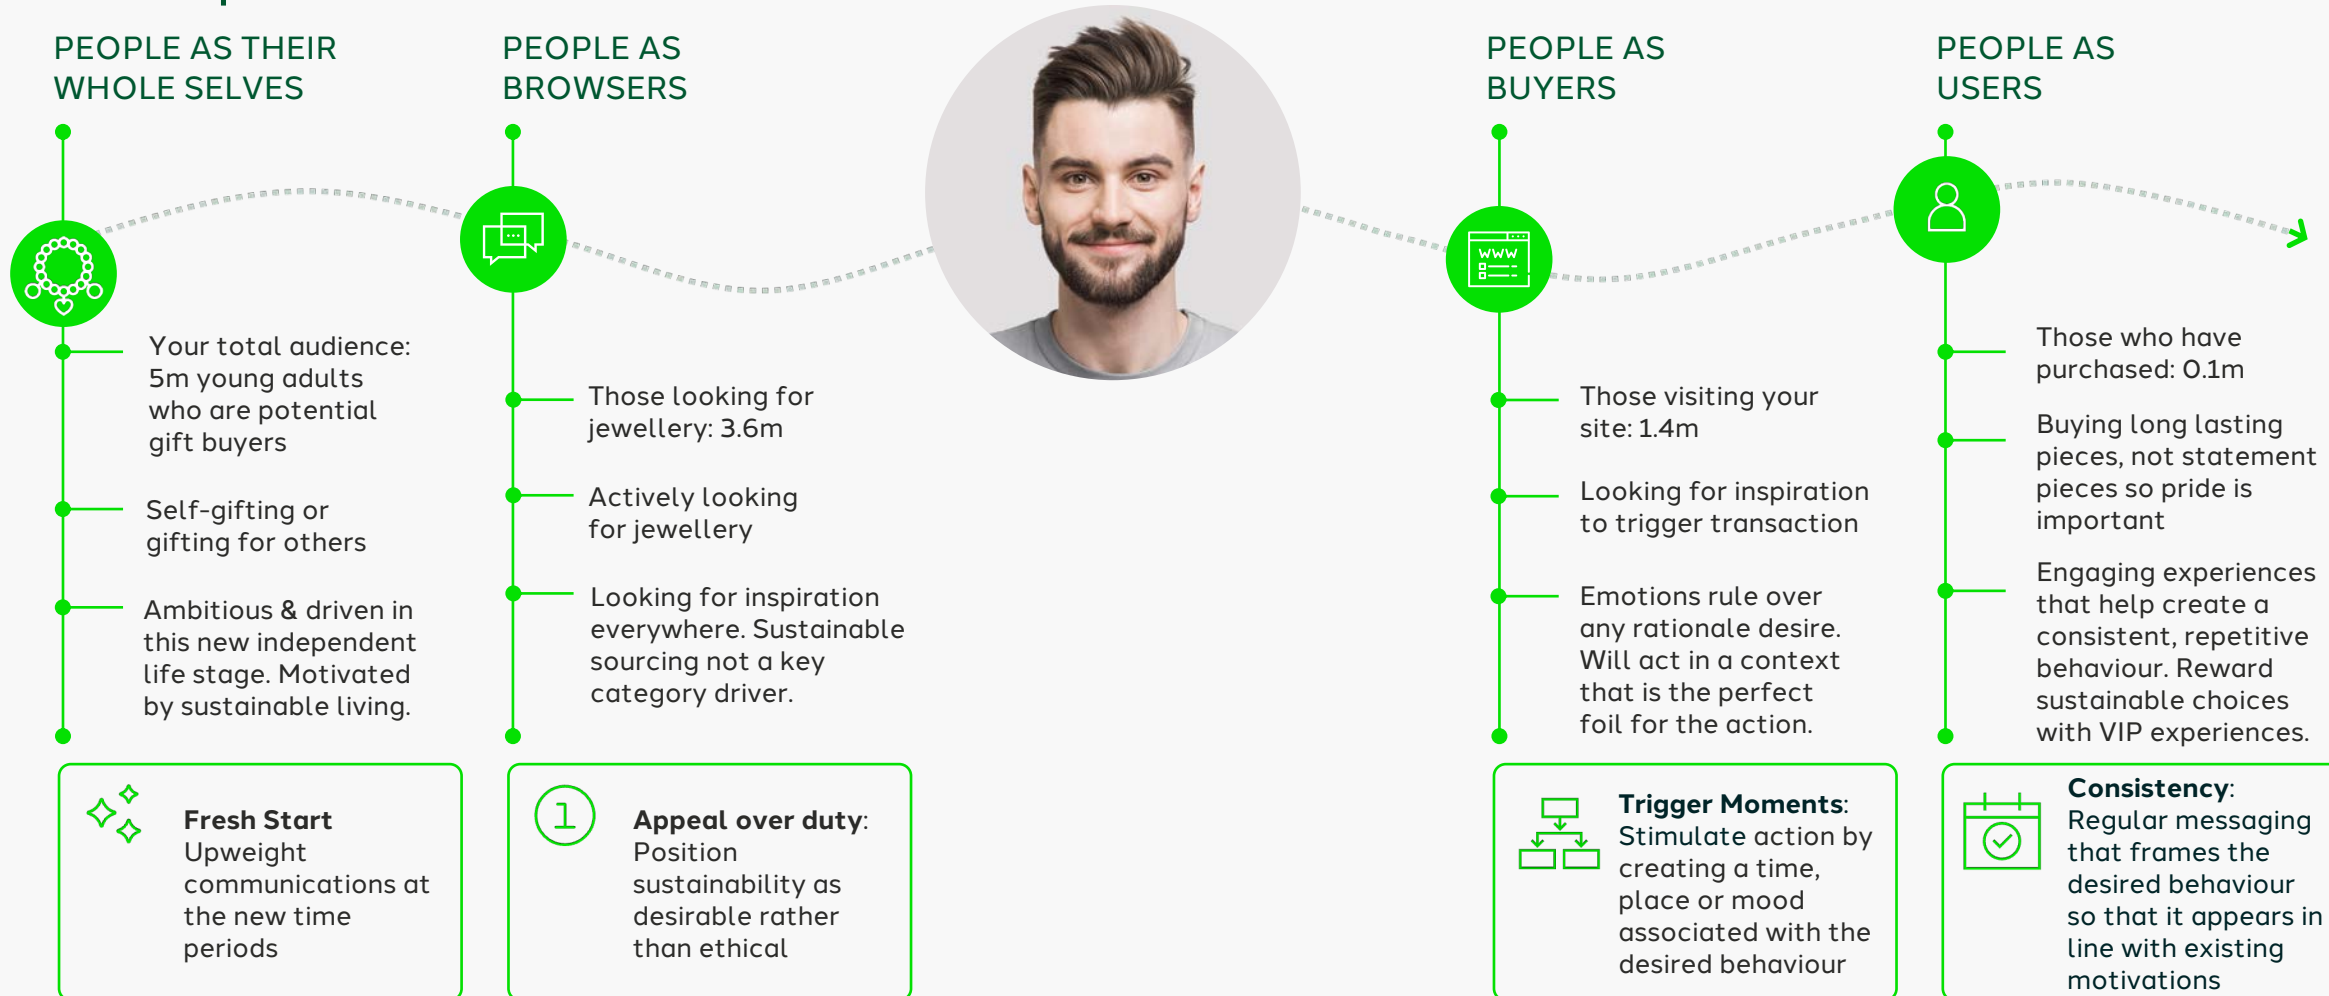 PEOPLE AS THEIR
WHOLE SELVES
Your total audience:
5m young adults
who are potential
gift buyers
Self-gifting or
gifting for others
Ambitious & driven in
this new independent
life stage. Motivated
by sustainable living.
Fresh Start
Upweight
communications at
the new time
periods
PEOPLE AS
BROWSERS
Those looking for
jewellery: 3.6m
Actively looking
for jewellery
Looking for inspiration
everywhere. Sustainable
sourcing not a key
category driver.
1
Appeal over duty:
Position
sustainability as
desirable rather
than ethical
PEOPLE AS
BUYERS
www
Those visiting your
site: 1.4m
Looking for inspiration
to trigger transaction
Emotions rule over
any rationale desire.
Will act in a context
that is the perfect
foil for the action.
Trigger Moments:
Stimulate action by
creating a time,
place or mood
associated with the
desired behaviour
PEOPLE AS
USERS
Those who have
purchased: 0.1m
Buying long lasting
pieces, not statement
pieces so pride is
important
Engaging experiences
that help create a
consistent, repetitive
behaviour. Reward
sustainable choices
with VIP experiences.
Consistency:
Regular messaging
that frames the
desired behaviour
so that it appears in
line with existing
motivations